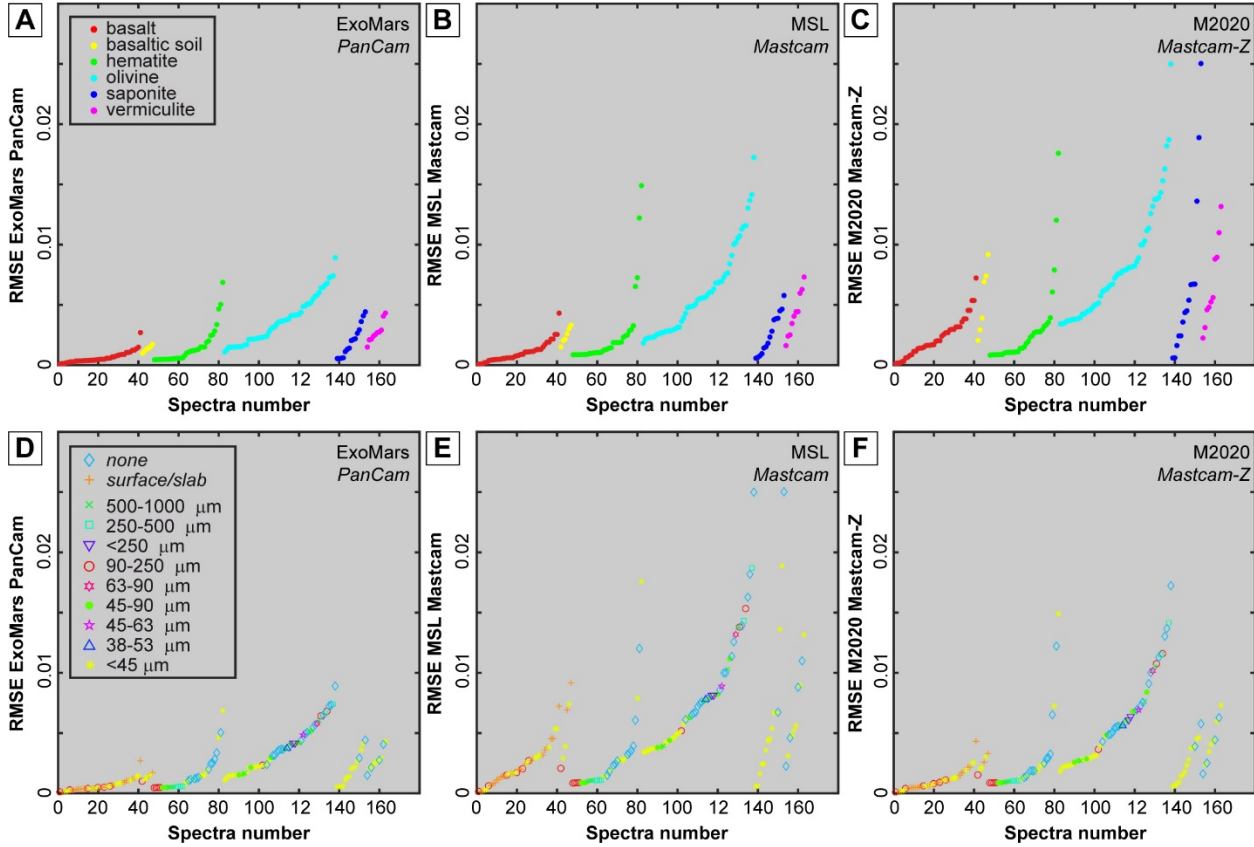 A
ExoMars
PanCam
basalt
basaltic soil
hematite
olivine
saponite
vermiculite
RMSE ExoMars PanCam
0.02
0.01
0
0 20 40 60 80 100 120 140 160
Spectra number
B
MSL
Mastcam
RMSE MSL Mastcam
0.02
0.01
0
0 20 40 60 80 100 12 140 160
Spectra number
C
M2020
Mastcam-Z
RMSE M2020 Mastcam-Z
0.02
0.01
0
0 20 40 60 80 100 12 140 160
Spectra number
D
ExoMars
PanCam
none
surface/slab
500-1000 μm
250-500 μm
<250 μm
90-250 μm
63-90 μm
45-90 μm
45-63 μm
38-53 μm
<45 μm
RMSE ExoMars PanCam
0.02
0.01
0
0 20 40 60 80 100 120 140 160
Spectra number
E
MSL
Mastcam
RMSE MSL Mastcam
0.02
0.01
0
0 20 40 60 80 100 120 140 160
Spectra number
F
M2020
Mastcam-Z
RMSE M2020 Mastcam-Z
0.02
0.01
0
0 20 40 60 80 100 120 140 160
Spectra number